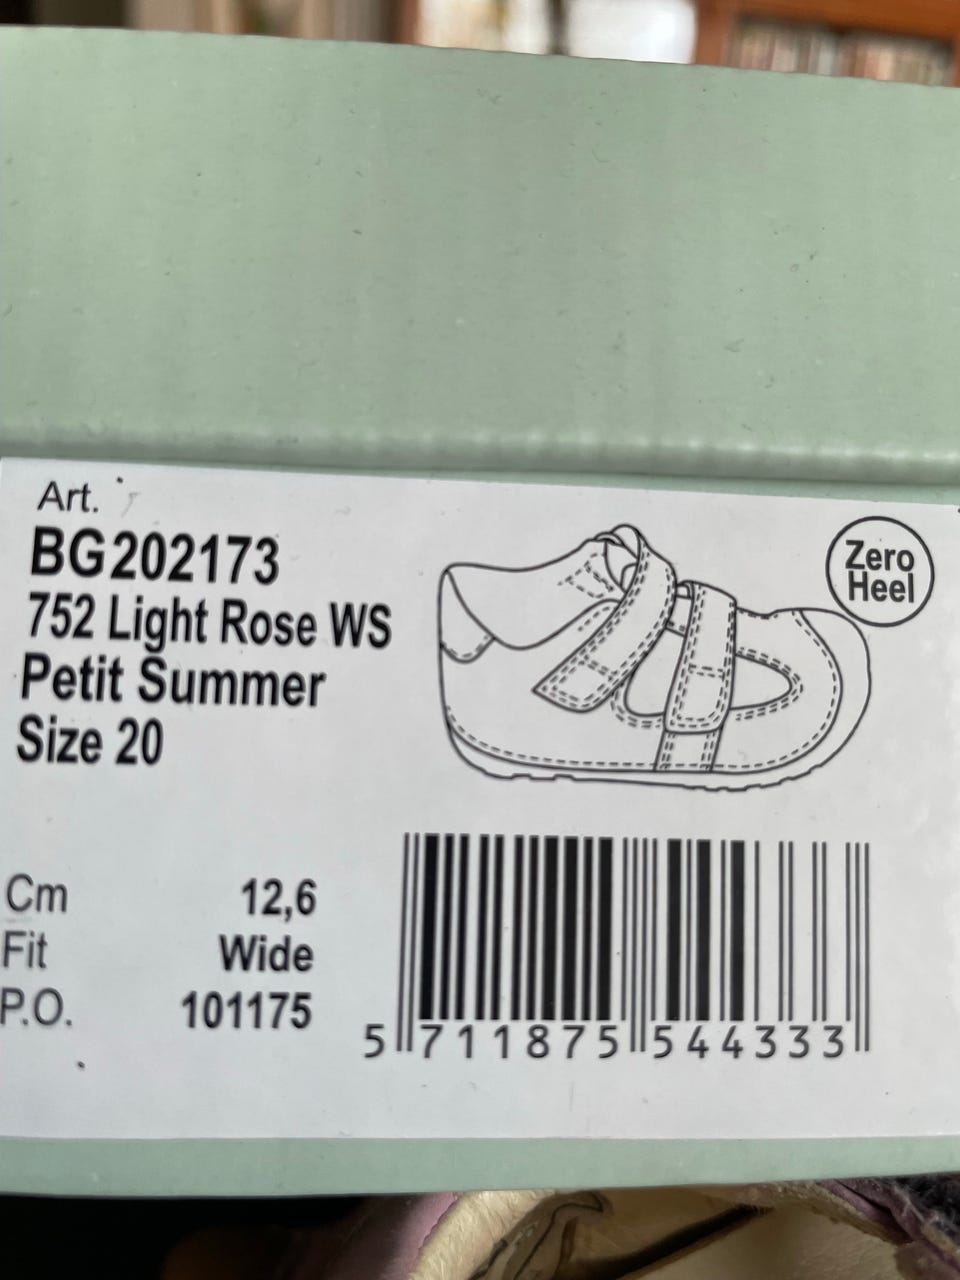 Art.
BG202173
752 Light Rose WS
Petit Summer
Size 20
Zero
Heel
Cm 12,6
Fit Wide
P.O. 101175
5 711875 544333